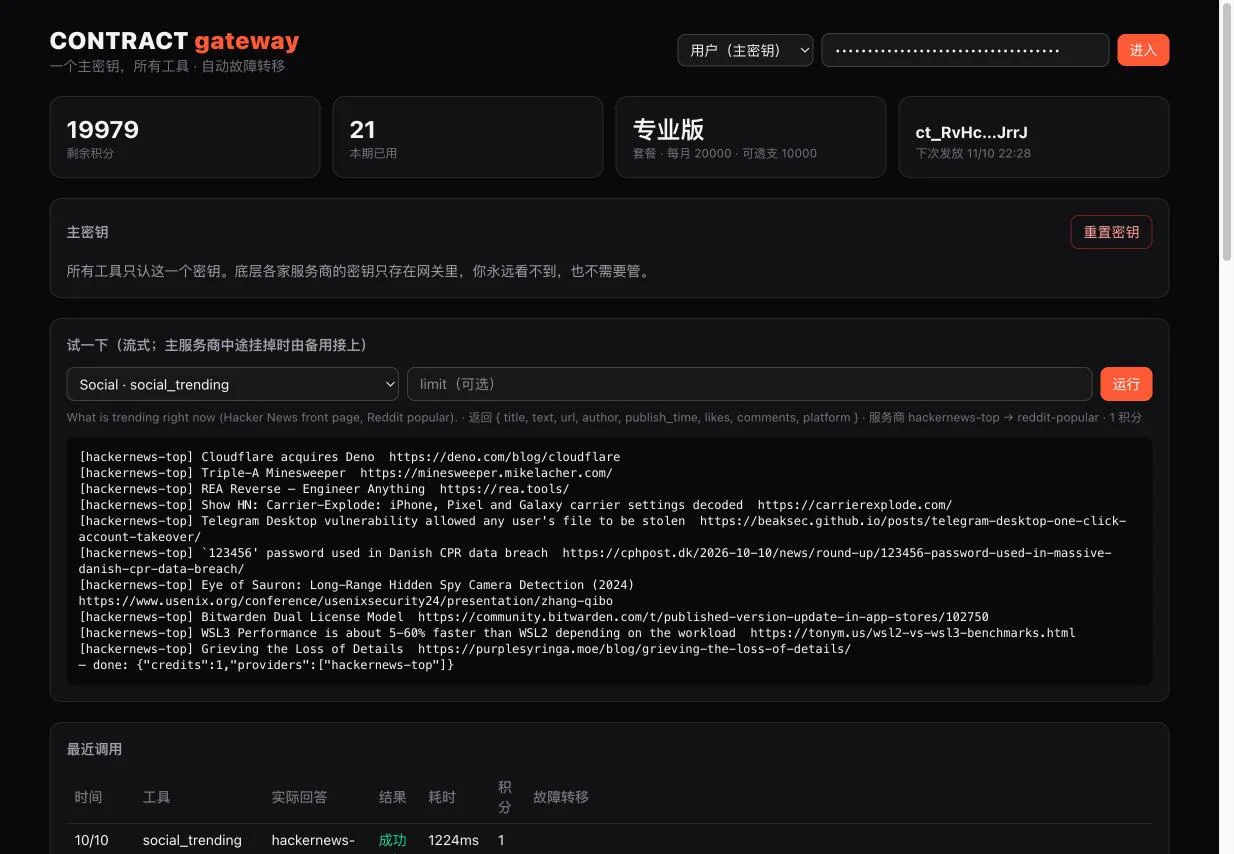 CONTRACT gateway
一个主密钥，所有工具 · 自动故障转移
用户（主密钥）
进入
19979
剩余积分
21
本期已用
专业版
套餐 · 每月 20000 · 可透支 10000
ct_RvHc...JrrJ
下次发放 11/10 22:28
主密钥
重置密钥
所有工具只认这一个密钥。底层各家服务商的密钥只存在网关里，你永远看不到，也不需要管。
试一下（流式；主服务商中途挂掉时由备用接上）
Social · social_trending
limit（可选）
运行
What is trending right now (Hacker News front page, Reddit popular). · 返回 { title, text, url, author, publish_time, likes, comments, platform } · 服务商 hackernews-top → reddit-popular · 1 积分
[hackernews-top] Cloudflare acquires Deno  https://deno.com/blog/cloudflare
[hackernews-top] Triple-A Minesweeper  https://minesweeper.mikelacher.com/
[hackernews-top] REA Reverse – Engineer Anything  https://rea.tools/
[hackernews-top] Show HN: Carrier-Explode: iPhone, Pixel and Galaxy carrier settings decoded  https://carrierexplode.com/
[hackernews-top] Telegram Desktop vulnerability allowed any user's file to be stolen  https://beaksec.github.io/posts/telegram-desktop-one-click-
account-takeover/
[hackernews-top] `123456' password used in Danish CPR data breach  https://cphpost.dk/2026-10-10/news/round-up/123456-password-used-in-massive-
danish-cpr-data-breach/
[hackernews-top] Eye of Sauron: Long-Range Hidden Spy Camera Detection (2024)
https://www.usenix.org/conference/usenixsecurity24/presentation/zhang-qibo
[hackernews-top] Bitwarden Dual License Model  https://community.bitwarden.com/t/published-version-update-in-app-stores/102750
[hackernews-top] WSL3 Performance is about 5-60% faster than WSL2 depending on the workload  https://tonym.us/wsl2-vs-wsl3-benchmarks.html
[hackernews-top] Grieving the Loss of Details  https://purplesyringa.moe/blog/grieving-the-loss-of-details/
— done: {"credits":1,"providers":["hackernews-top"]}
最近调用
时间 工具 实际回答 结果 耗时 积分 故障转移
10/10 social_trending hackernews- 成功 1224ms 1